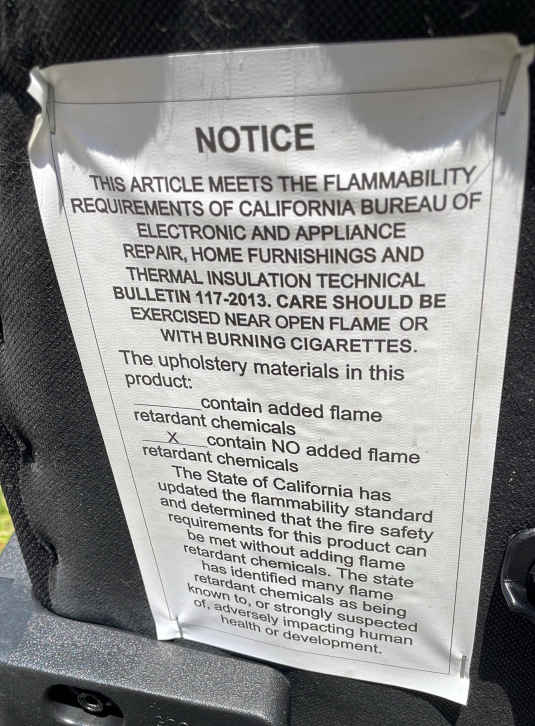 NOTICE
THIS ARTICLE MEETS THE FLAMMABILITY
REQUIREMENTS OF CALIFORNIA BUREAU OF
ELECTRONIC AND APPLIANCE
REPAIR, HOME FURNISHINGS AND
THERMAL INSULATION TECHNICAL
BULLETIN 117-2013. CARE SHOULD BE
EXERCISED NEAR OPEN FLAME OR
WITH BURNING CIGARETTES.
The upholstery materials in this
product:
______contain added flame
retardant chemicals
___X___contain NO added flame
retardant chemicals
The State of California has
updated the flammability standard
and determined that the fire safety
requirements for this product can
be met without adding flame
retardant chemicals. The state
has identified many flame
retardant chemicals as being
known to, or strongly suspected
of, adversely impacting human
health or development.